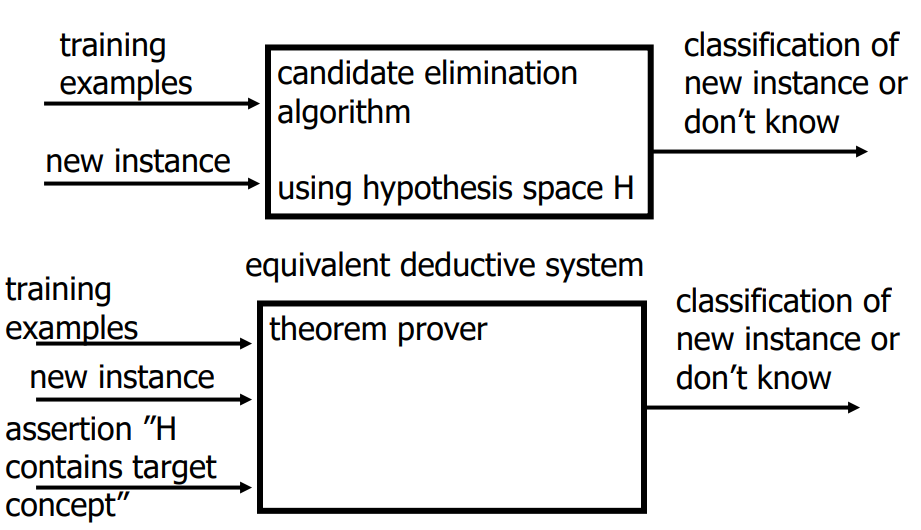 training
examples
new instance
candidate elimination
algorithm
using hypothesis space H
classification of
new instance or
don’t know
equivalent deductive system
training
examples
new instance
assertion ”H
contains target
concept”
theorem prover
classification of
new instance or
don’t know